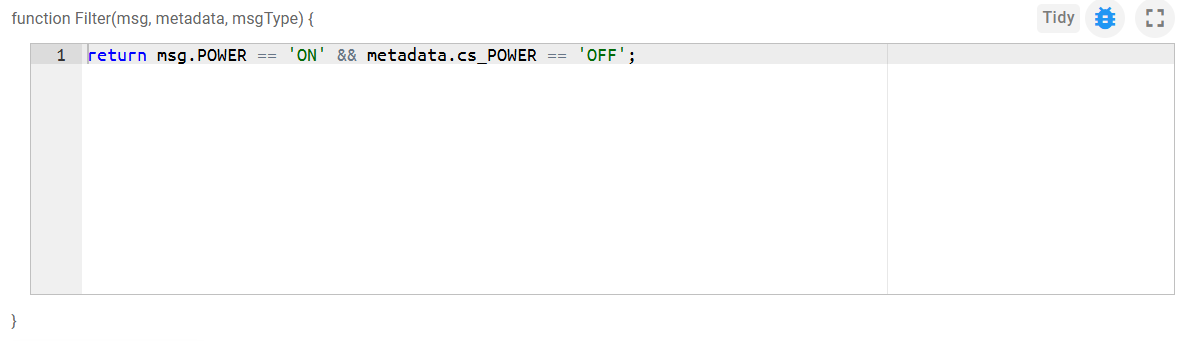 function Filter(msg, metadata, msgType) {
Tidy
1 return msg.POWER == 'ON' && metadata.cs_POWER == 'OFF';
}